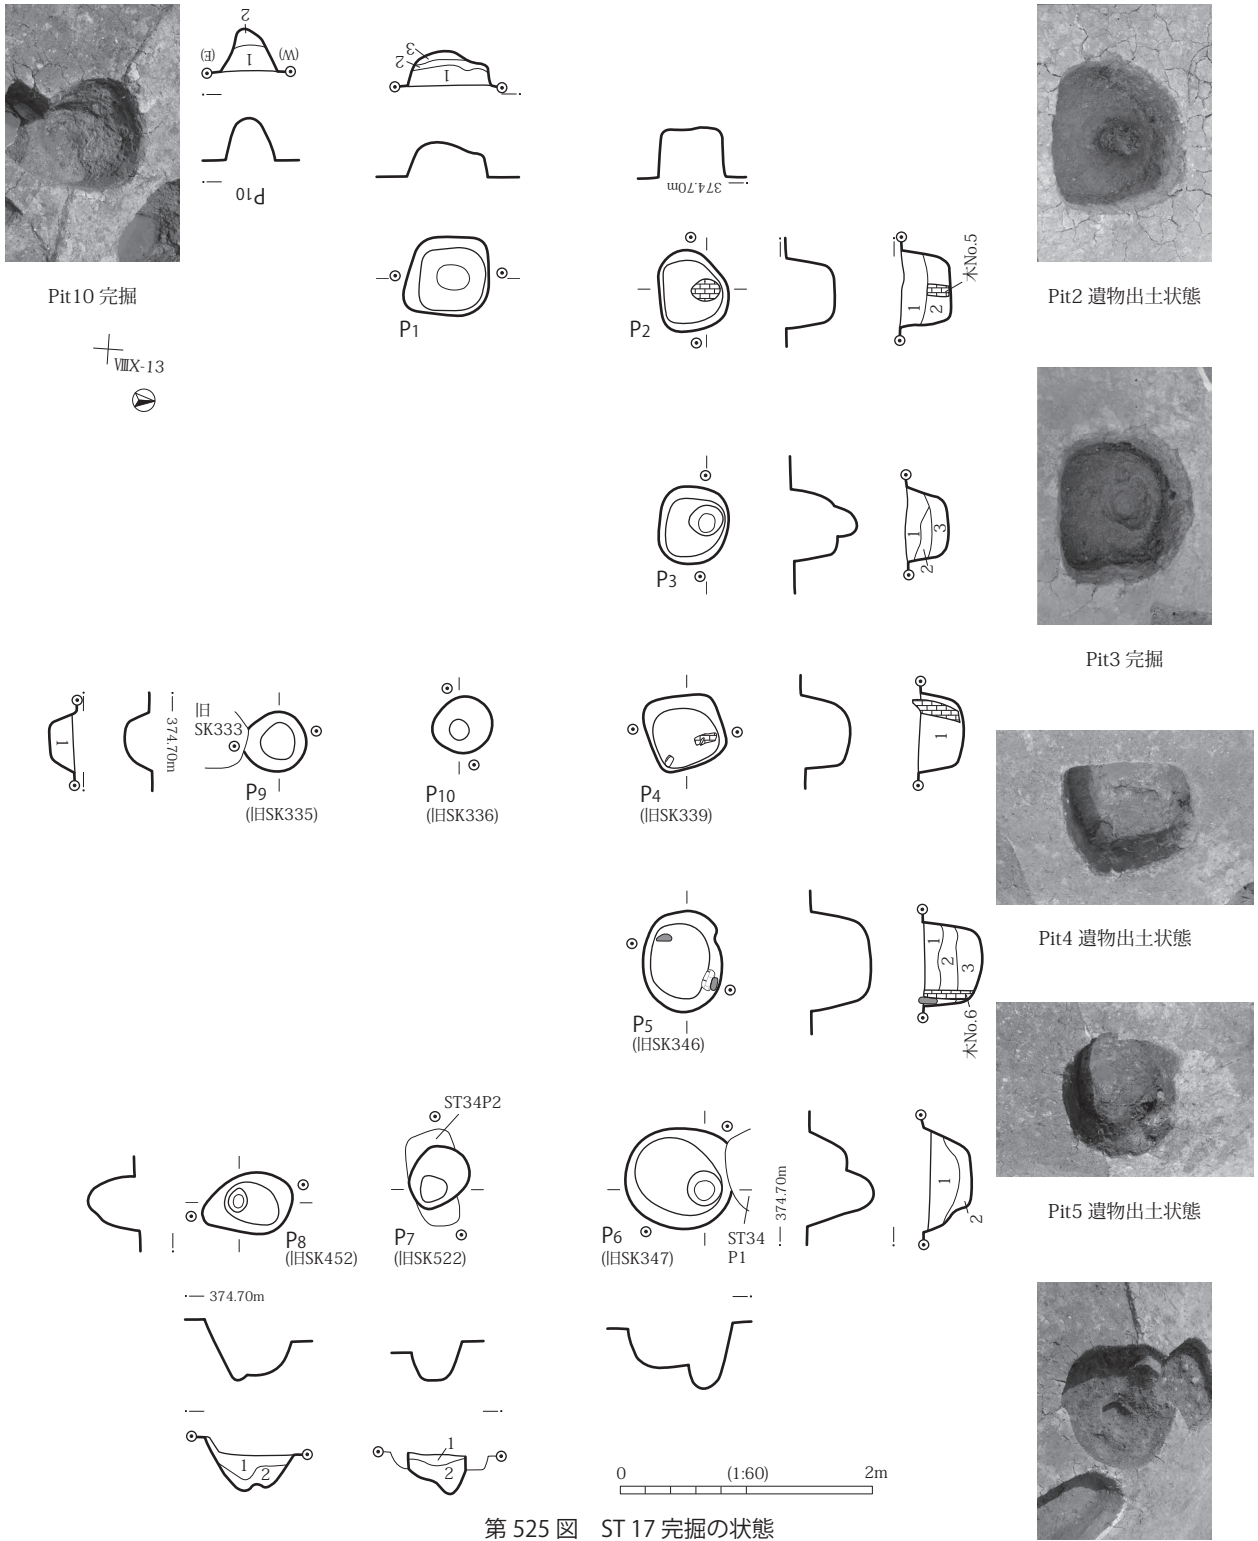 2
(E)
1
(W)
P10
3
2
1
374.70m
Pit10 完掘
P1
P2
1
2
木No.5
Pit2 遺物出土状態
ⅧX-13
P3
1
2
3
Pit3 完掘
1
374.70m
旧
SK333
P9
(旧SK335)
P10
(旧SK336)
P4
(旧SK339)
1
Pit4 遺物出土状態
P5
(旧SK346)
1
2
3
木No.6
ST34P2
Pit5 遺物出土状態
P8
(旧SK452)
P7
(旧SK522)
P6
(旧SK347)
ST34
P1
374.70m
1
2
374.70m
1
2
1
2
0 (1:60) 2m
第 525 図　ST 17 完掘の状態